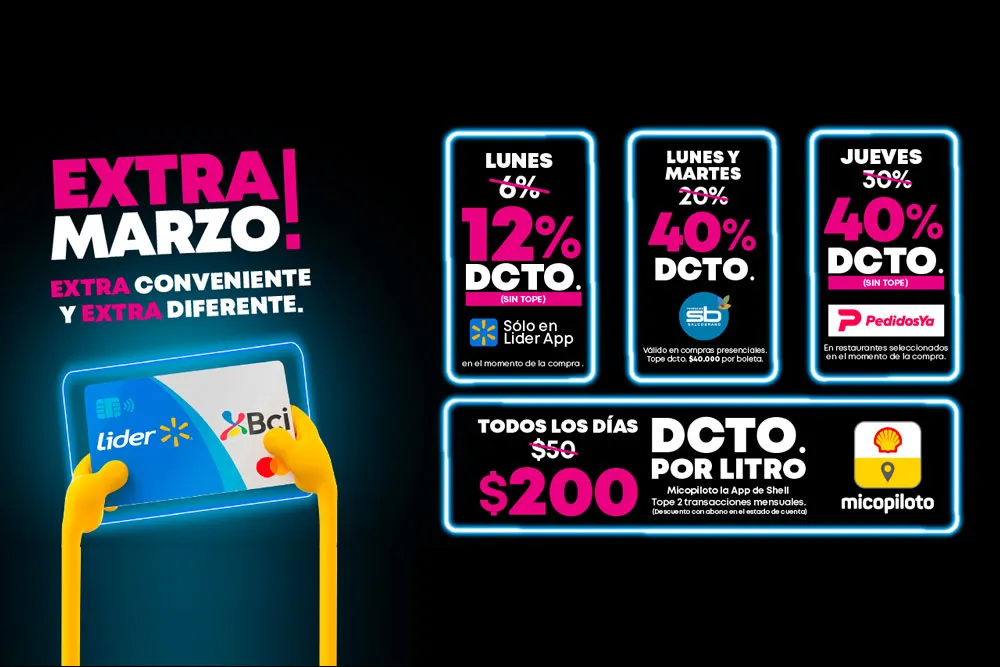 EXTRA!
MARZO
EXTRA CONVENIENTE
Y EXTRA DIFERENTE.
lider
Bci
LUNES
6%
12%
DCTO.
(SIN TOPE)
Sólo en
Lider App
en el momento de la compra.
LUNES Y
MARTES
20%
40%
DCTO.
sb
SALCOBRAND
Válido en compras presenciales.
Tope dcto. $40.000 por boleta.
JUEVES
30%
40%
DCTO.
(SIN TOPE)
PedidosYa
En restaurantes seleccionados
en el momento de la compra.
TODOS LOS DÍAS
$50
$200
DCTO.
POR LITRO
Micopiloto la App de Shell
Tope 2 transacciones mensuales.
(Descuento con abono en el estado de cuenta)
micopiloto